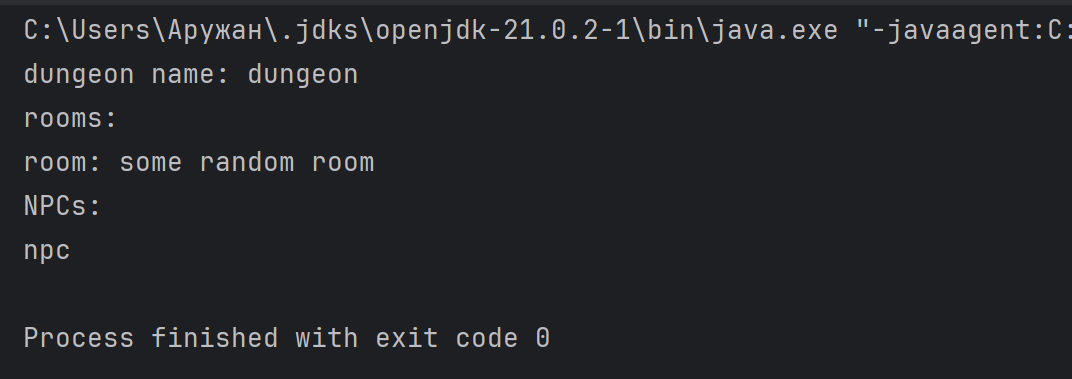 C:\Users\Аружан\.jdks\openjdk-21.0.2-1\bin\java.exe "-javaagent:C:
dungeon name: dungeon
rooms:
room: some random room
NPCs:
npc
Process finished with exit code 0